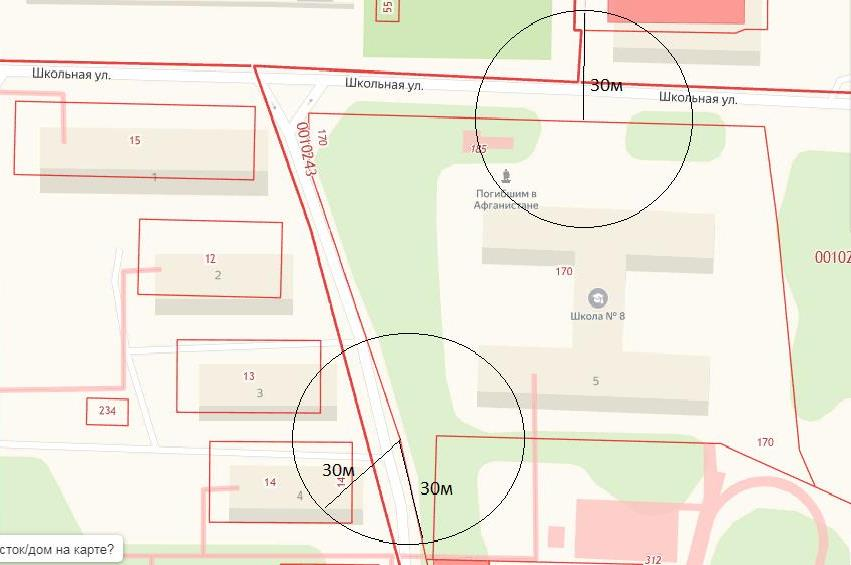 55
30м
Школьная ул.
Школьная ул.
Школьная ул.
15
1
170
0010243
185
Погибшим в
Афганистане
12
2
170
Школа № 8
13
3
5
234
170
14
14
4
30м
30м
сток/дом на карте?
312